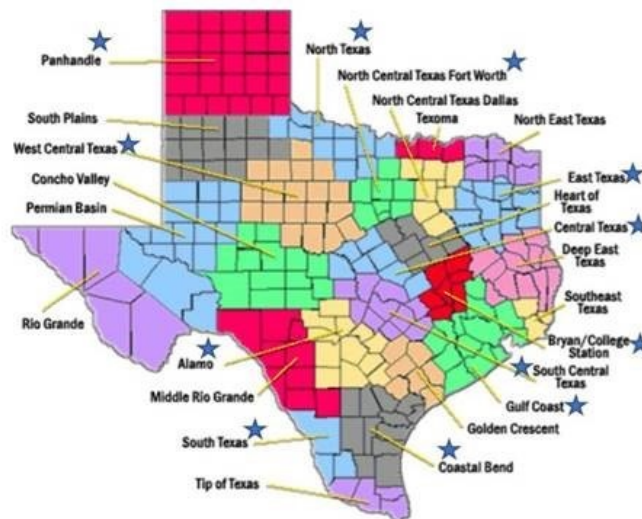 North Texas
Panhandle
North Central Texas Fort Worth
North Central Texas Dallas
Texoma
South Plains
North East Texas
West Central Texas
Concho Valley
East Texas
Heart of
Texas
Permian Basin
Central Texas
Deep East
Texas
Southeast
Texas
Rio Grande
Bryan/College
Station
Alamo
South Central
Texas
Middle Rio Grande
Gulf Coast
Golden Crescent
South Texas
Coastal Bend
Tip of Texas